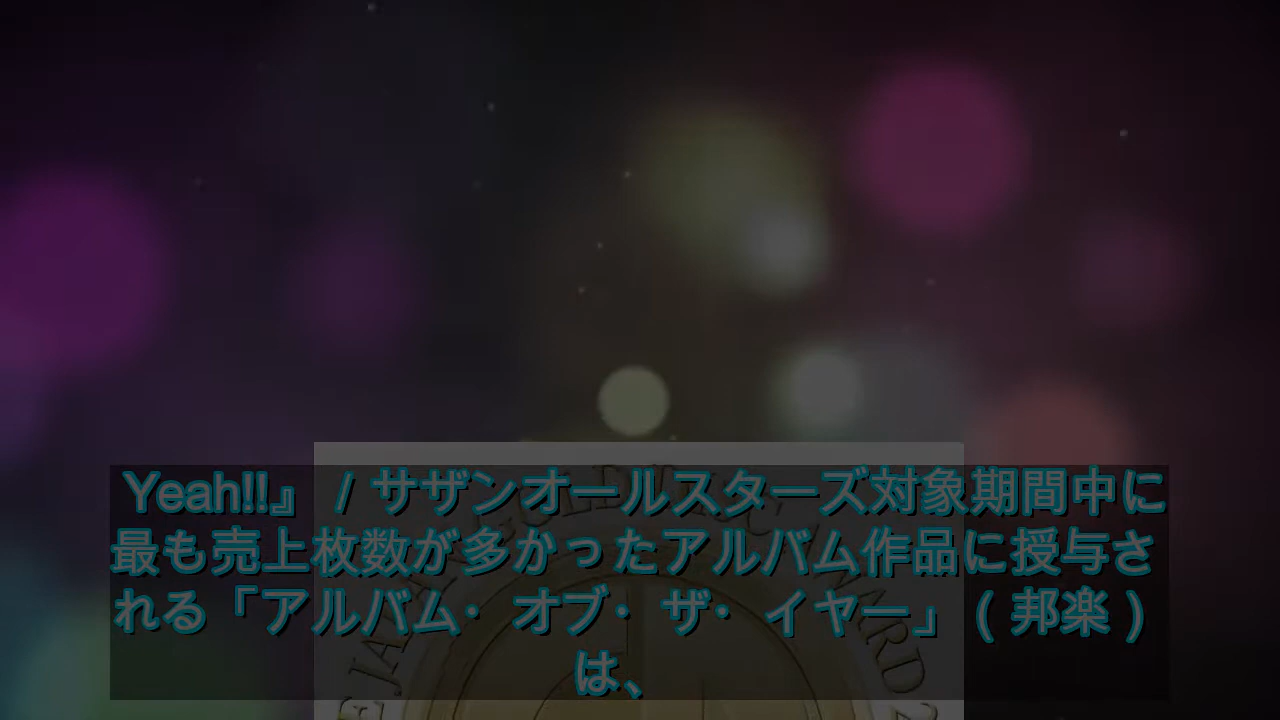 Yeah!!』 / サザンオールスターズ対象期間中に
最も売上枚数が多かったアルバム作品に授与さ
れる「アルバム・オブ・ザ・イヤー」 ( 邦楽 )
は、